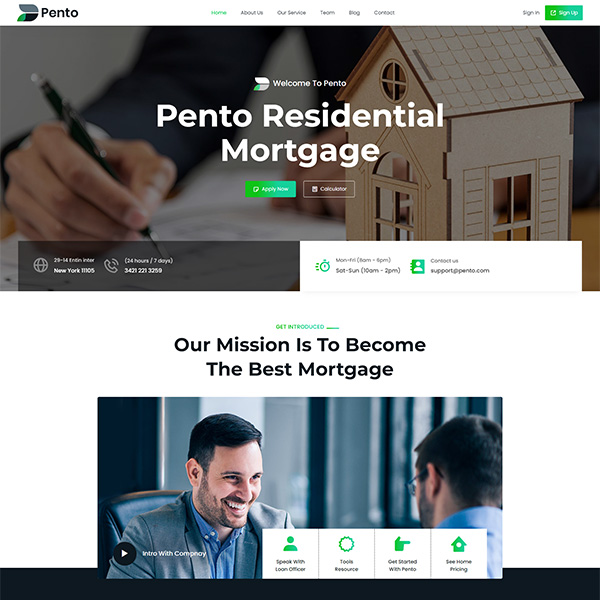 Pento
Home About Us Our Service Team Blog Contact
Sign In Sign Up
Welcome To Pento
Pento Residential
Mortgage
Apply Now Calculator
29-14 Entin inter
New York 11105
(24 hours / 7 days)
3421 221 3259
Mon-Fri (8am - 6pm)
Sat-Sun (10am - 2pm)
Contact us
support@pento.com
GET INTRODUCED
Our Mission Is To Become
The Best Mortgage
Intro With Compnay
Speak With
Loan Officer
Tools
Resource
Get Started
With Pento
See Home
Pricing